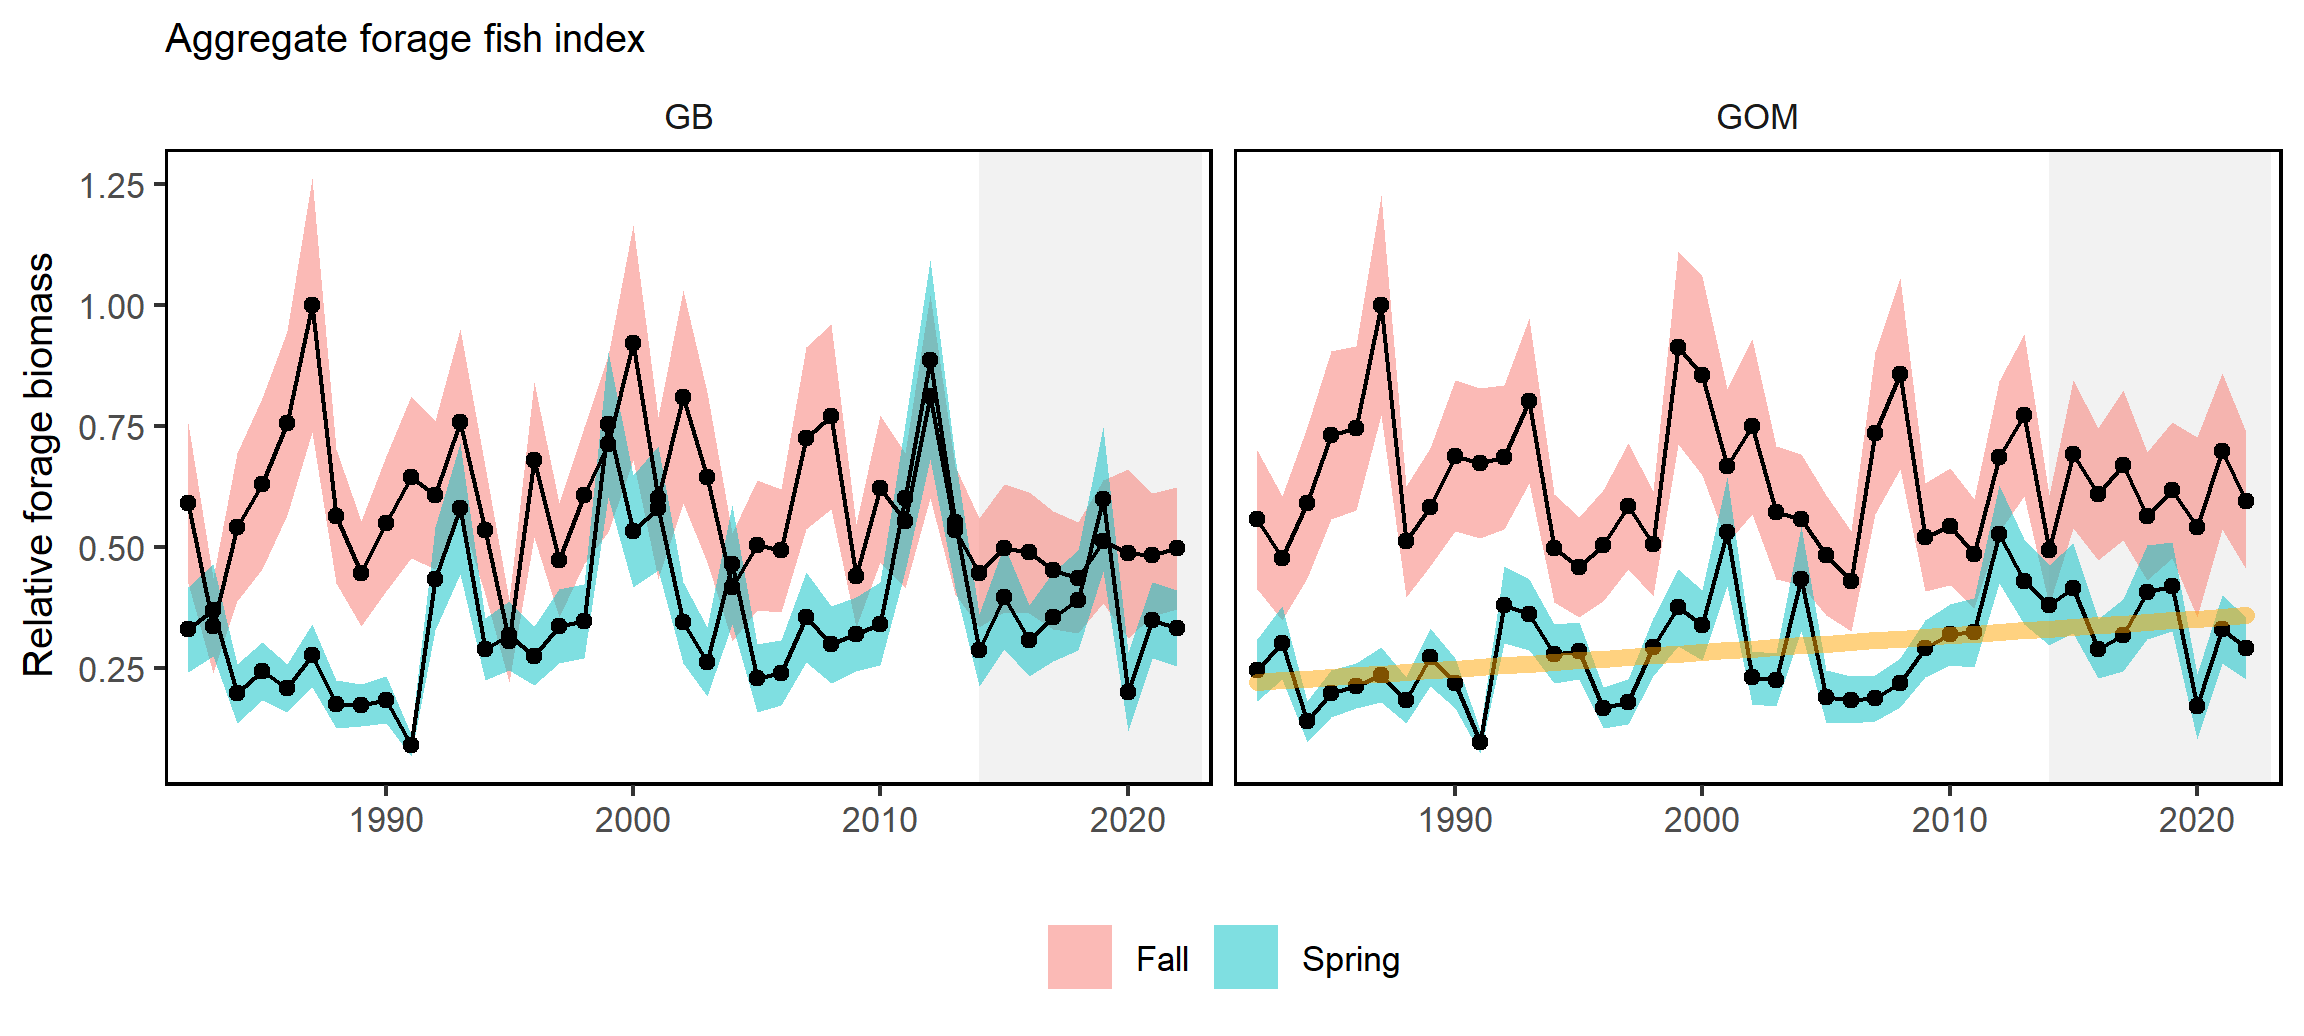 Aggregate forage fish index
GB
GOM
Relative forage biomass
1.25
1.00
0.75
0.50
0.25
1990
2000
2010
2020
1990
2000
2010
2020
Fall
Spring